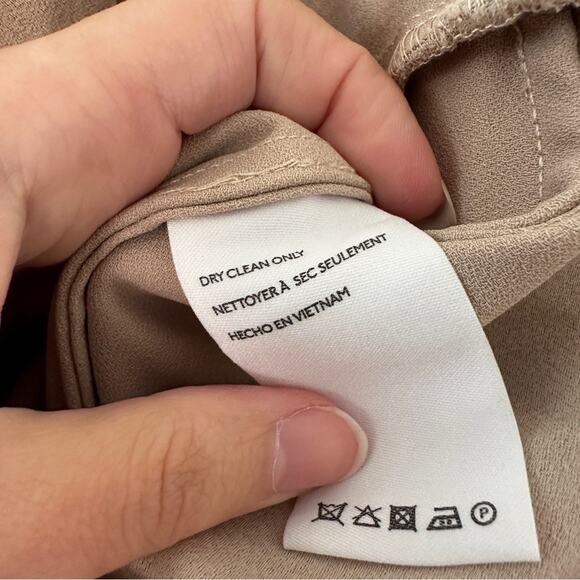 DRY CLEAN ONLY
NETTOYER À SEC SEULEMENT
HECHO EN VIETNAM
P